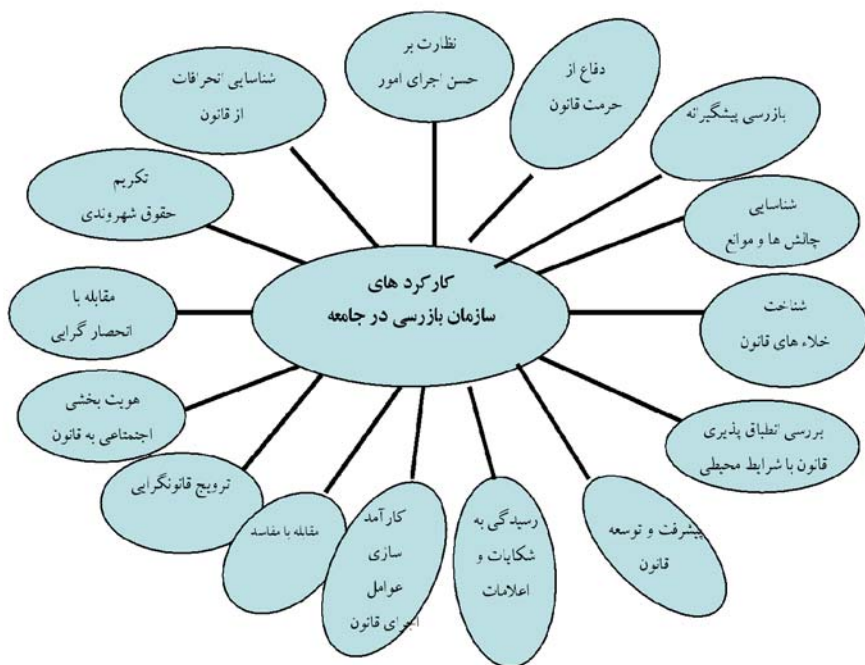 کارکرد های
سازمان بازرسی در جامعه
نظارت بر
حسن اجرای امور
دفاع از
حرمت قانون
بازرسی پیشگیرانه
شناسایی
چالش ها و موانع
شناخت
خلاء های قانون
بررسی انطباق پذیری
قانون با شرایط محیطی
پیشرفت و توسعه
قانون
رسیدگی به
شکایات و
اعلامات
کارآمد
سازی
عوامل
اجرای قانون
مقابله با مفاسد
ترویج قانونگرایی
هویت بخشی
اجتماعی به قانون
مقابله با
انحصار گرایی
تکریم
حقوق شهروندی
شناسایی انحرافات
از قانون